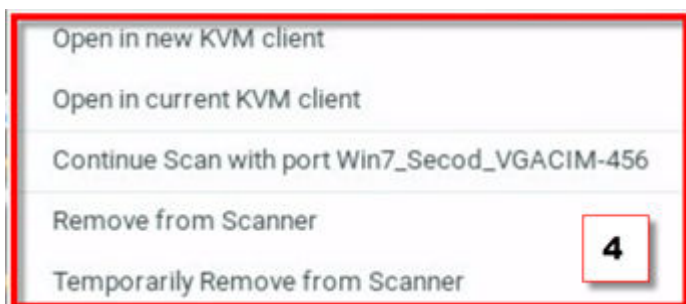 Open in new KVM client
Open in current KVM client
Continue Scan with port Win7_Secod_VGACIM-456
Remove from Scanner
4
Temporarily Remove from Scanner